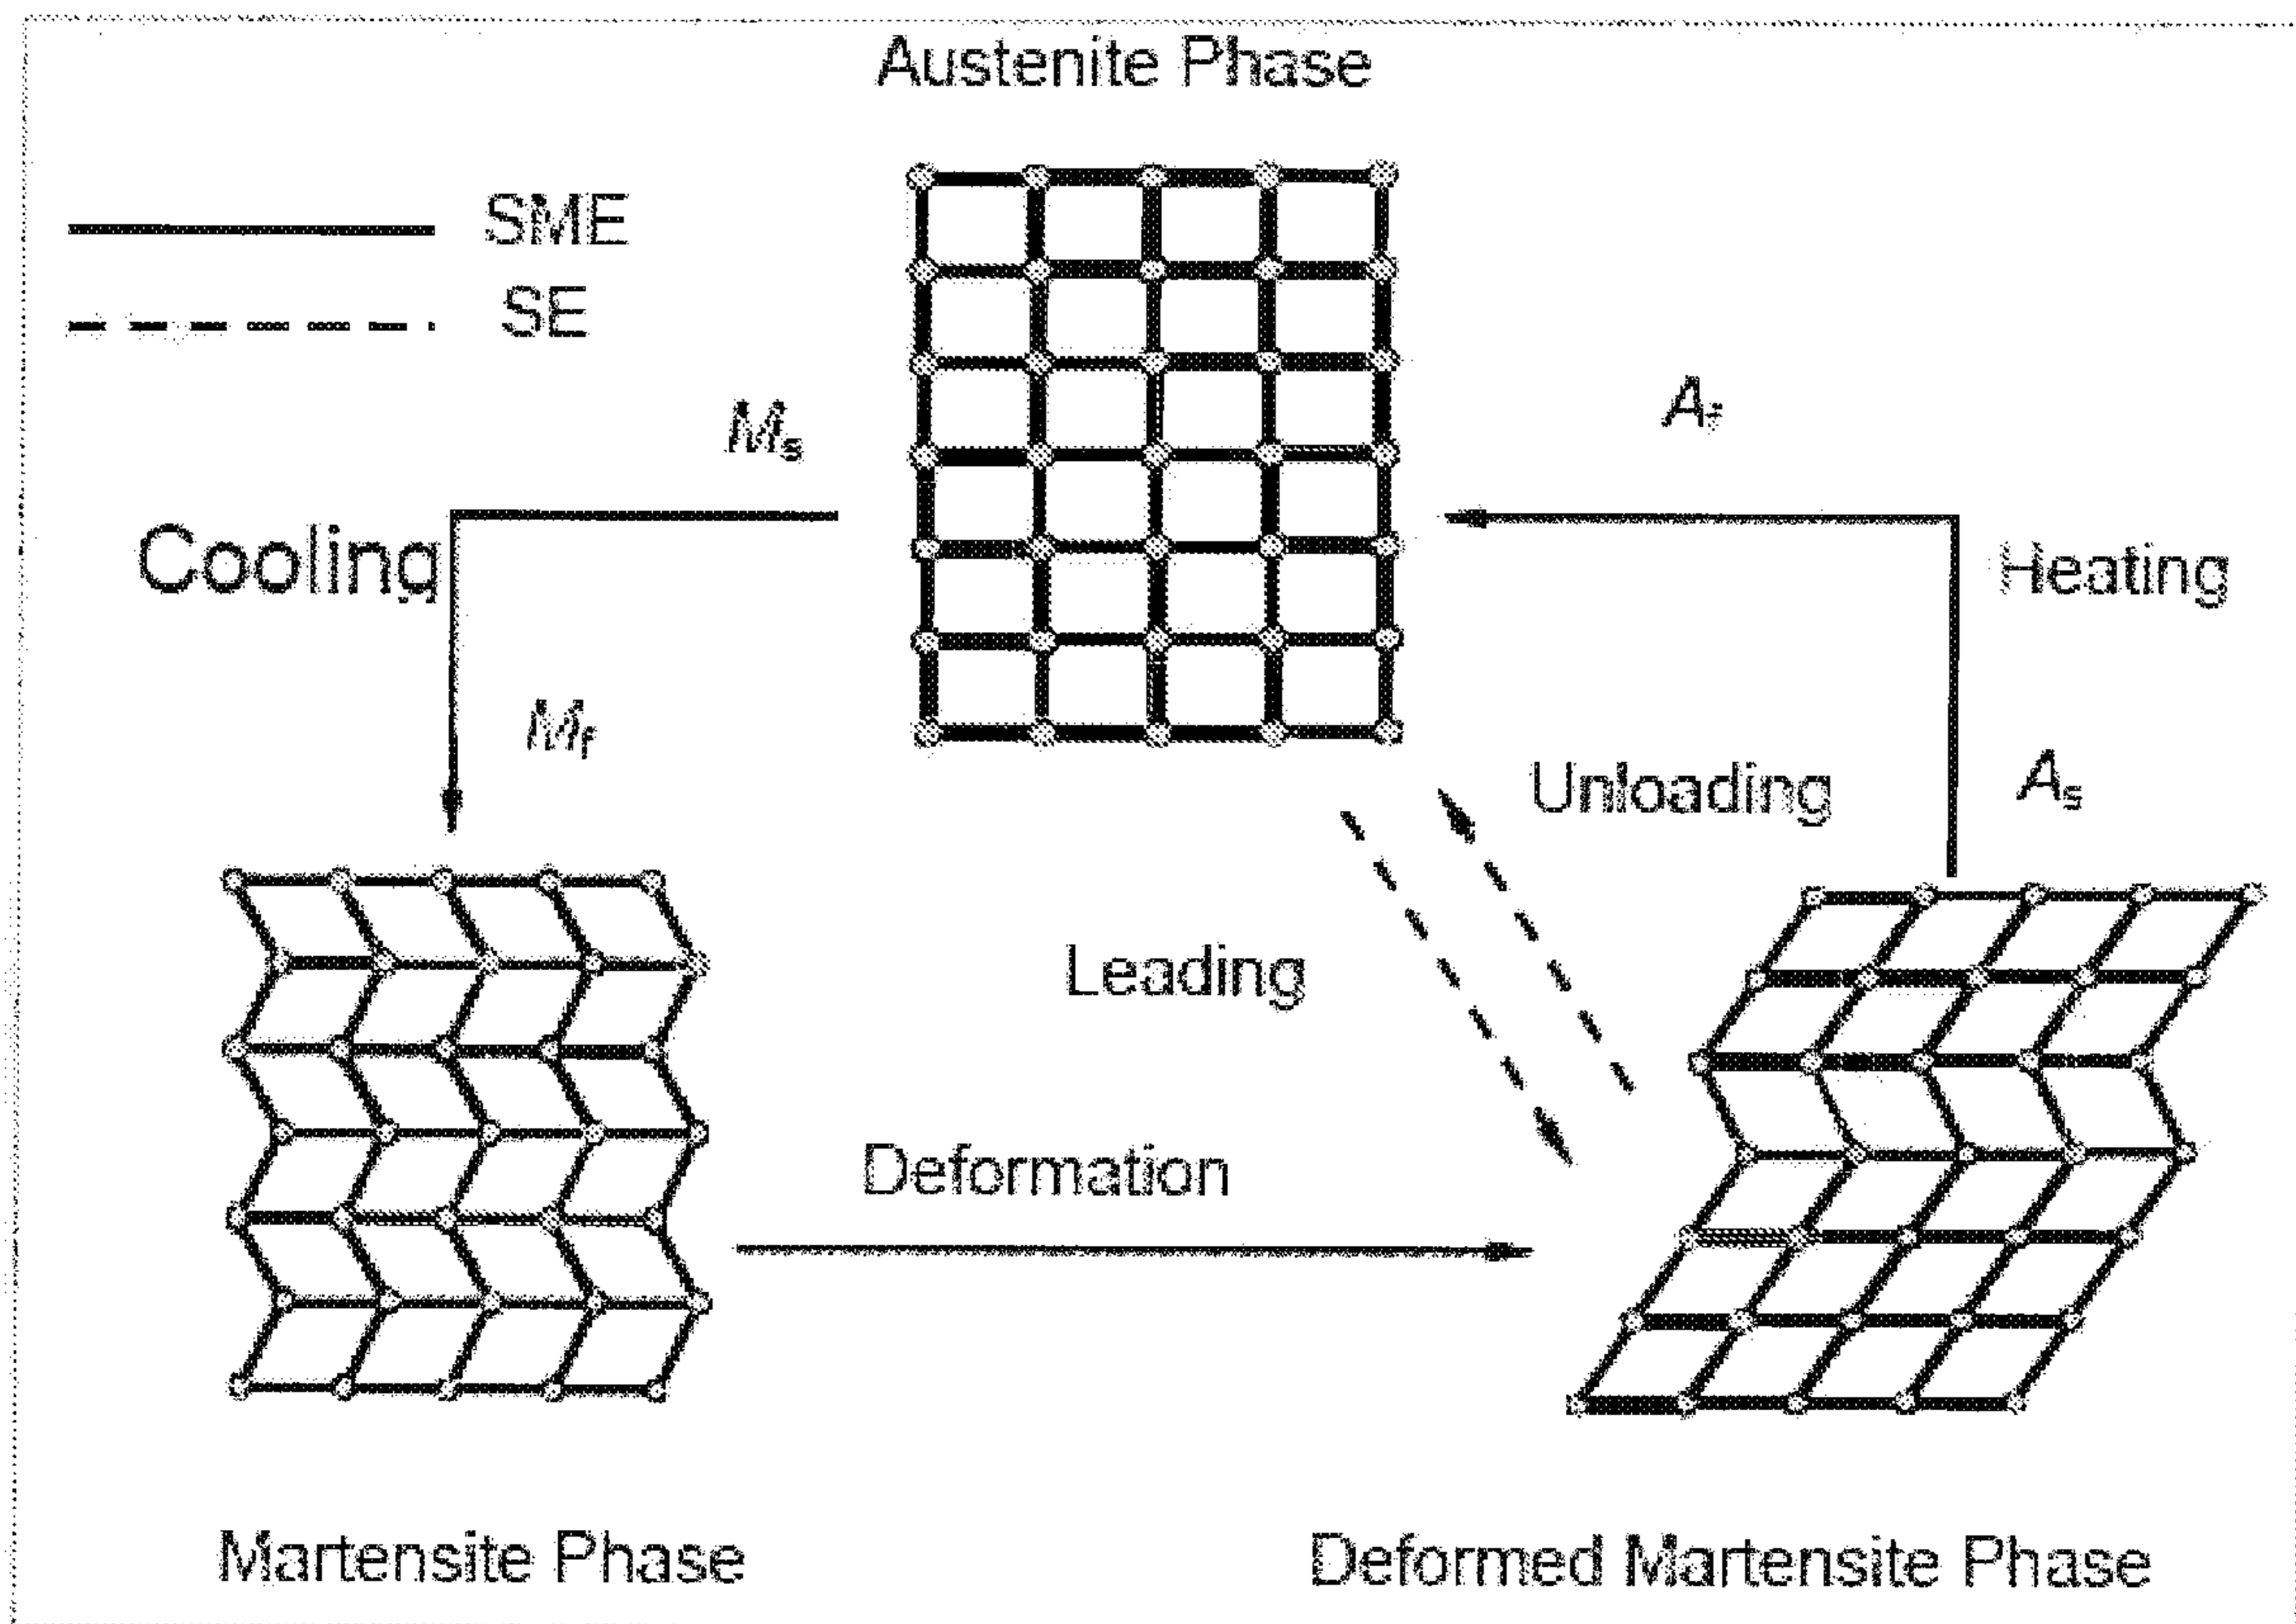 Austenite Phase
SME
SE
Ms
Af
Cooling
Heating
Mf
Unloading
As
Leading
Deformation
Martensite Phase
Deformed Martensite Phase